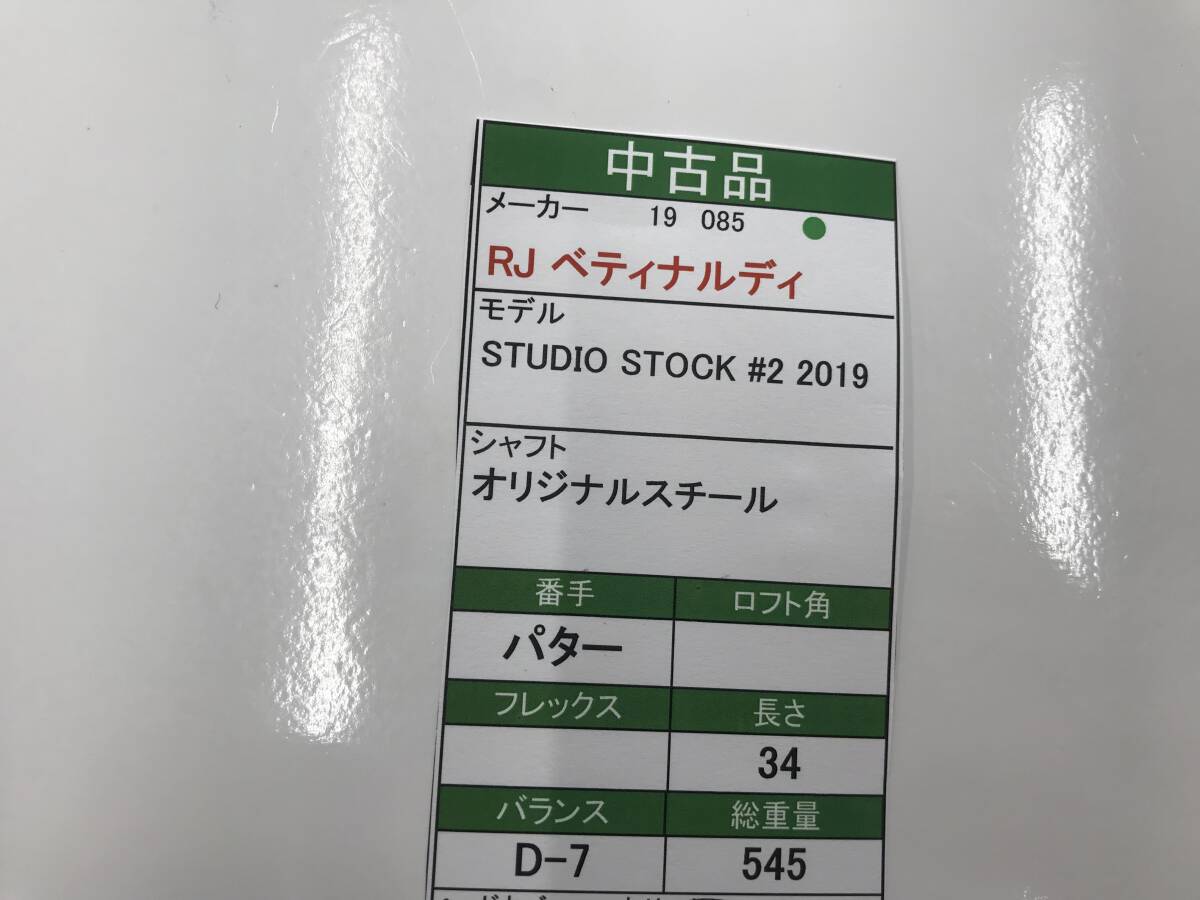 中古品
メーカー 19 085
RJ ベティナルディ
モデル
STUDIO STOCK #2 2019
シャフト
オリジナルスチール
番手 ロフト角
パター
フレックス 長さ
34
バランス 総重量
D-7 545